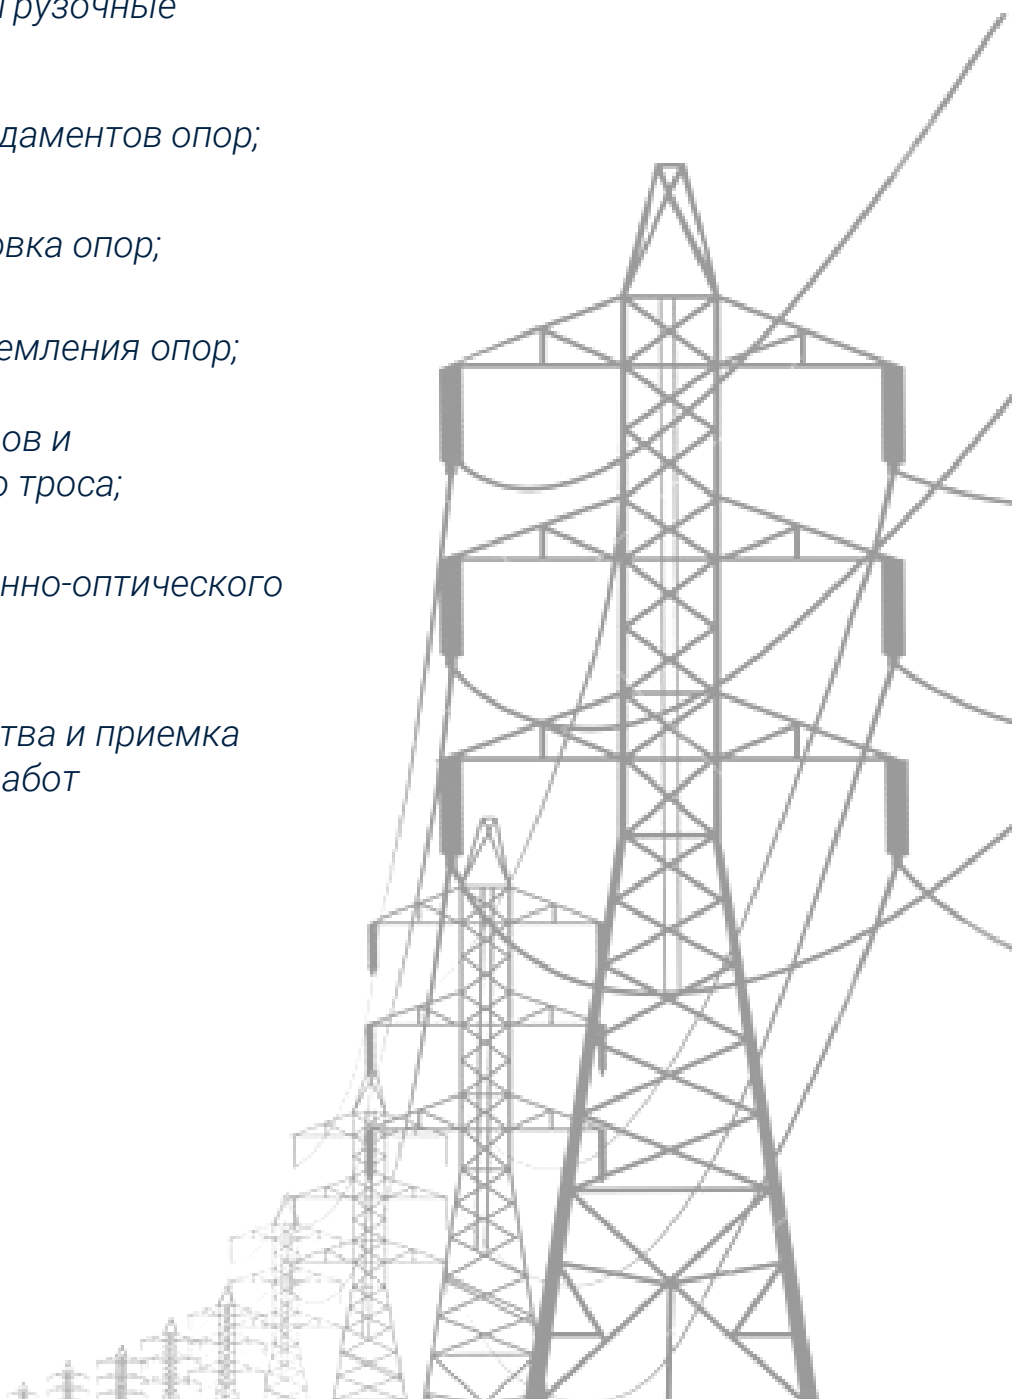 грузочные
даментов опор;
овка опор;
емления опор;
ов и
о троса;
нно-оптического
тва и приемка
абот